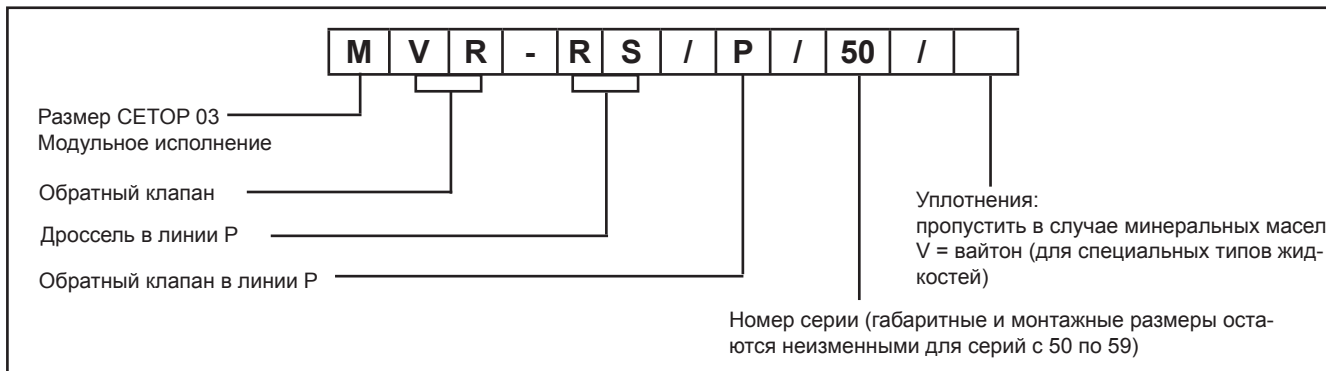 M V R - R S / P / 50 /
Размер CETOP 03
Модульное исполнение
Обратный клапан
Дроссель в линии P
Обратный клапан в линии P
Уплотнения:
пропустить в случае минеральных масел
V = вайтон (для специальных типов жид-
костей)
Номер серии (габаритные и монтажные размеры оста-
ются неизменными для серий с 50 по 59)